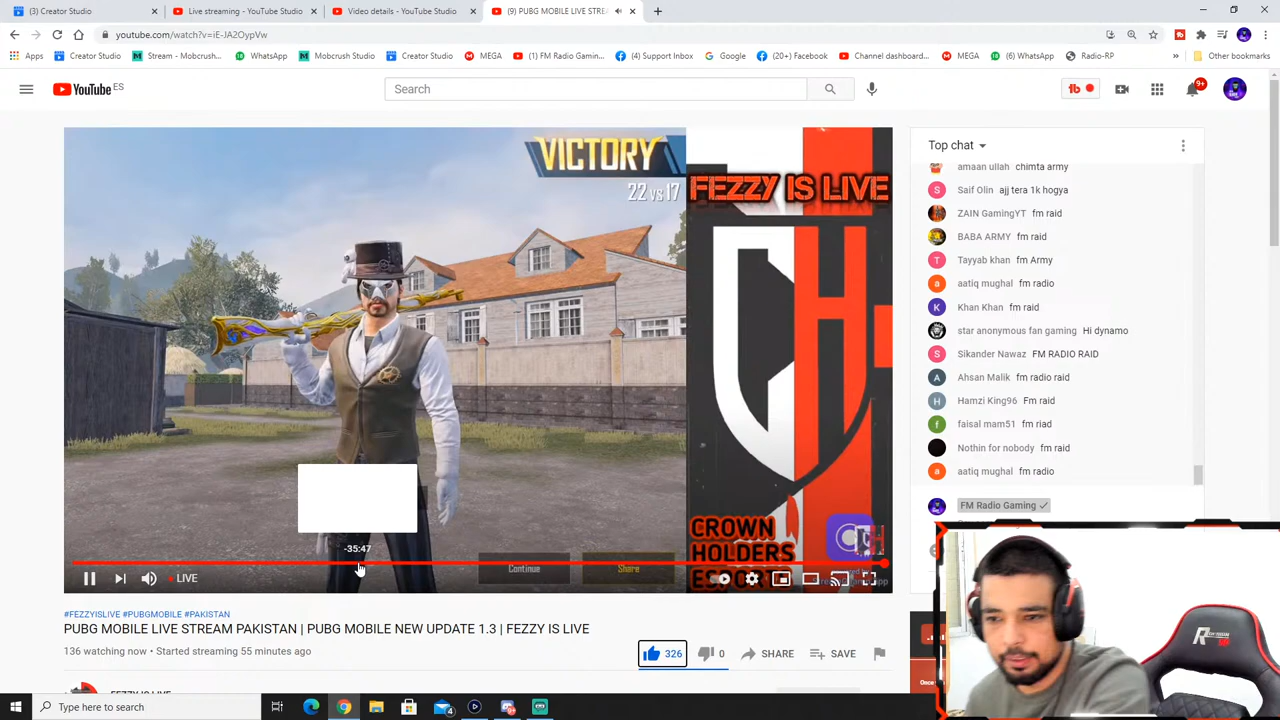 (3) Creator Studio
Live streaming - YouTube Studio
Video details - YouTube Studio
(9) PUBG MOBILE LIVE STREA
youtube.com/watch?v=iE-JA2OypVw
Apps
Creator Studio
Stream - Mobcrush...
WhatsApp
Mobcrush Studio
Creator Studio
MEGA
(1) FM Radio Gamin...
(4) Support Inbox
Google
(20+) Facebook
Channel dashboard...
MEGA
(6) WhatsApp
Radio-RP
»
Other bookmarks
YouTube ES
Search
9+
VICTORY
22 VS 17
FEZZY IS LIVE
CROWN
HOLDERS
ESPORTS
-35:47
LIVE
Continue
Share
Top chat
amaan ullah chimta army
Saif Olin ajj tera 1k hogya
ZAIN GamingYT fm raid
BABA ARMY fm raid
Tayyab khan fm Army
aatiq mughal fm radio
Khan Khan fm raid
star anonymous fan gaming Hi dynamo
Sikander Nawaz FM RADIO RAID
Ahsan Malik fm radio raid
Hamzi King96 Fm raid
faisal mam51 fm riad
Nothin for nobody fm raid
aatiq mughal fm radio
FM Radio Gaming
#FEZZYISLIVE #PUBGMOBILE #PAKISTAN
PUBG MOBILE LIVE STREAM PAKISTAN | PUBG MOBILE NEW UPDATE 1.3 | FEZZY IS LIVE
136 watching now • Started streaming 55 minutes ago
326
0
SHARE
SAVE
FEZZY IS LIVE
Type here to search